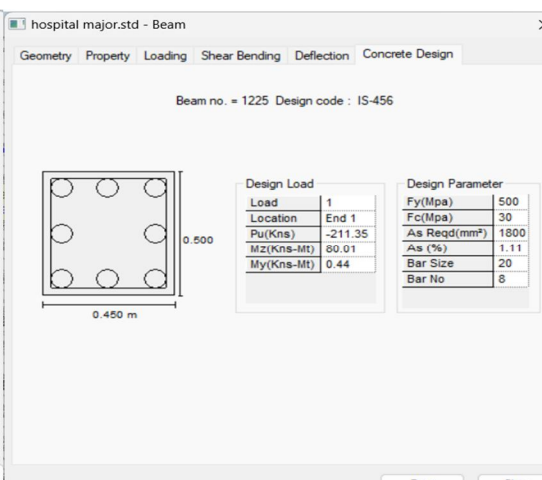 hospital major.std - Beam
Geometry Property Loading Shear Bending Deflection Concrete Design
Beam no. = 1225 Design code : IS-456
0.500
0.450 m
Design Load
Load 1
Location End 1
Pu(Kns) -211.35
Mz(Kns-Mt) 80.01
My(Kns-Mt) 0.44
Design Parameter
Fy(Mpa) 500
Fc(Mpa) 30
As Reqd(mm²) 1800
As (%) 1.11
Bar Size 20
Bar No 8